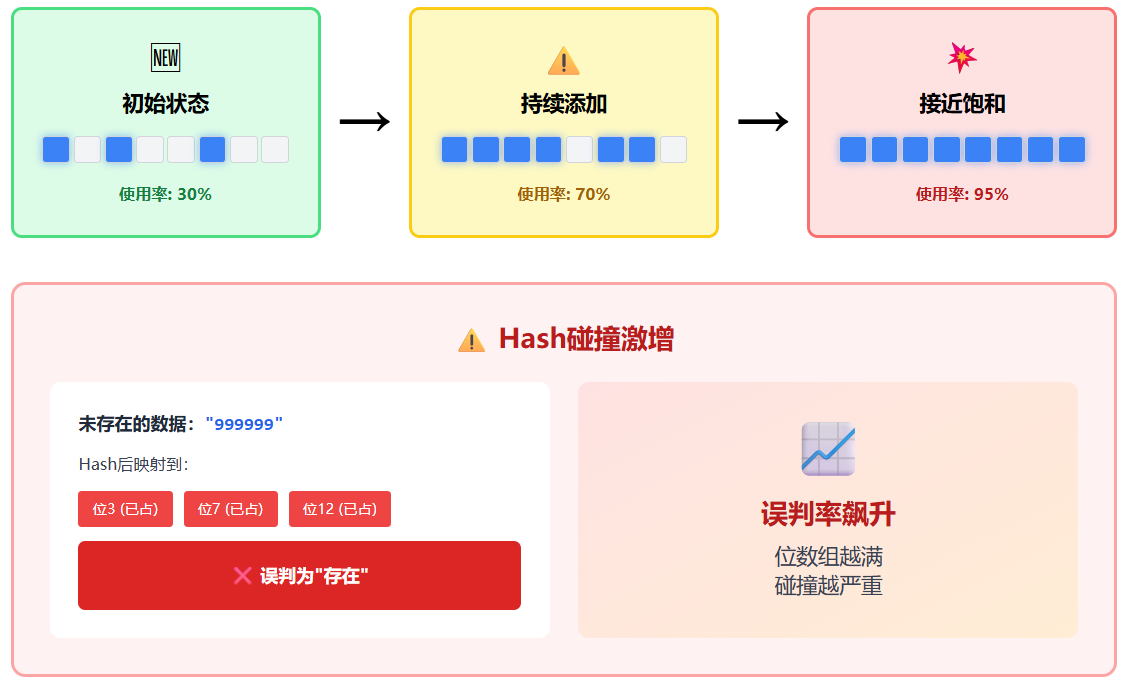 NEW
初始状态
使用率: 30%
持续添加
使用率: 70%
接近饱和
使用率: 95%
Hash碰撞激增
未存在的数据："999999"
Hash后映射到：
位3 (已占) 位7 (已占) 位12 (已占)
误判为"存在"
误判率飙升
位数组越满
碰撞越严重